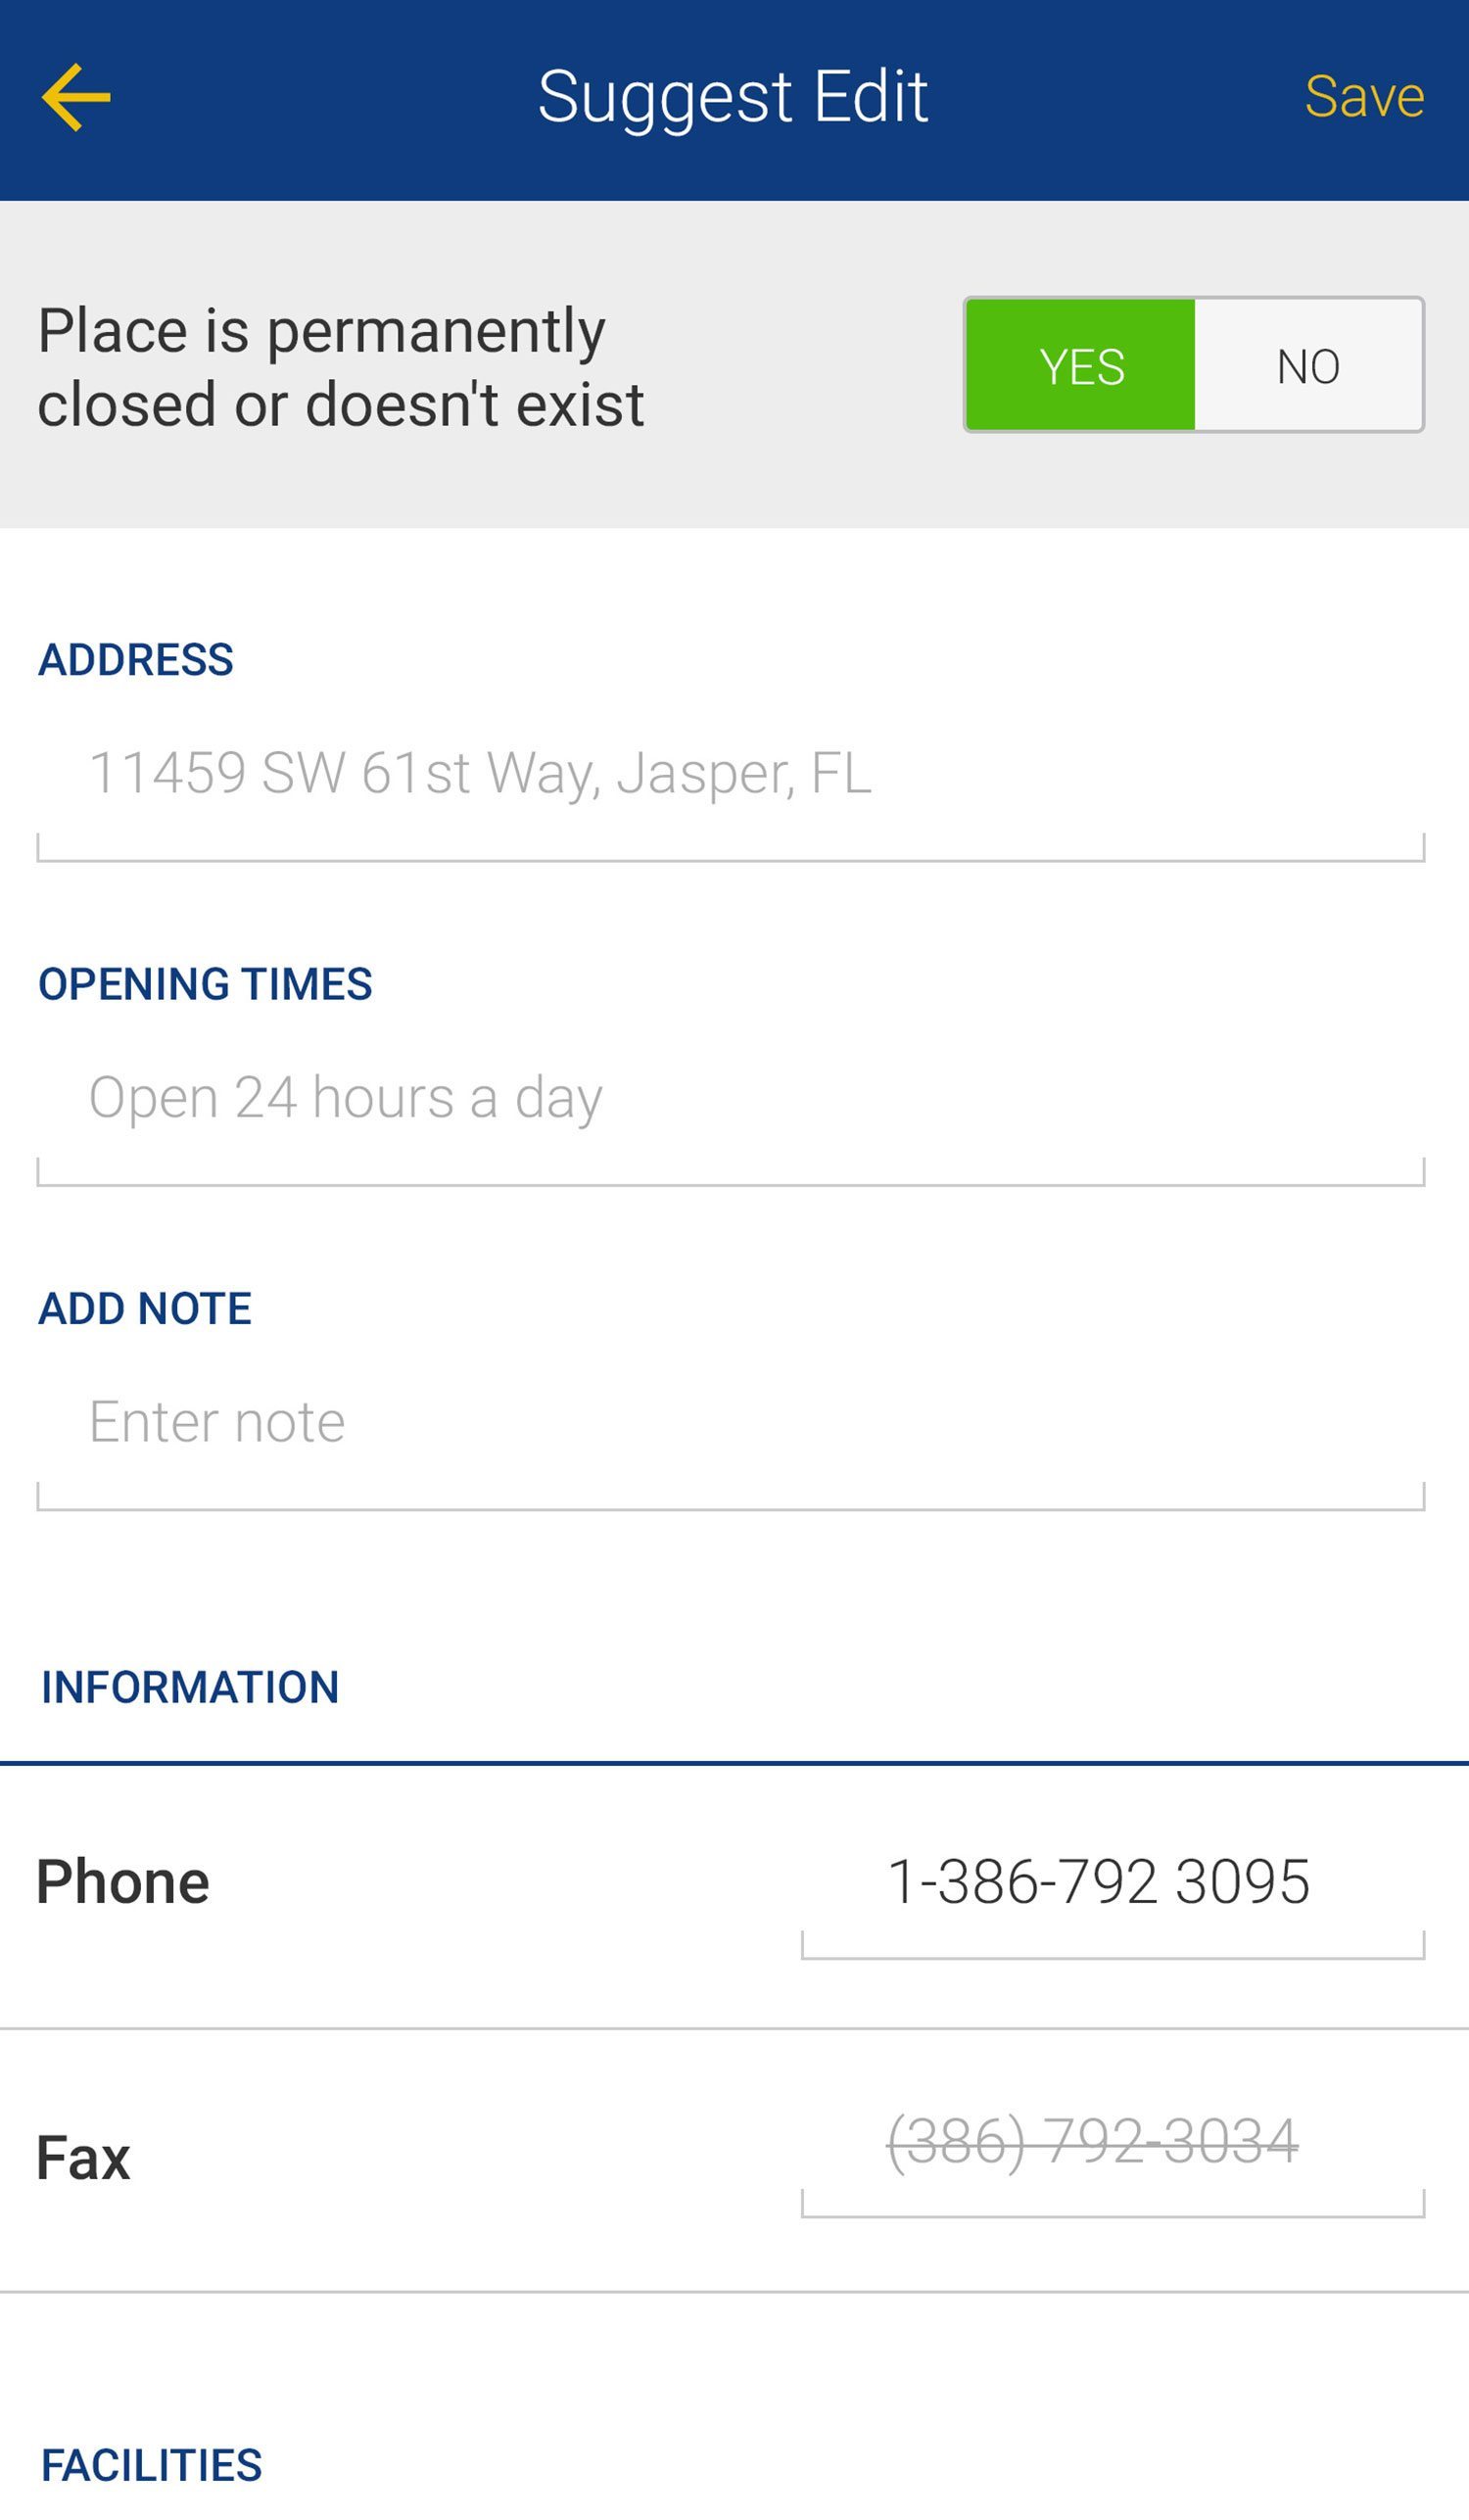 Suggest Edit
Save
Place is permanently
closed or doesn't exist
YES
NO
ADDRESS
11459 SW 61st Way, Jasper, FL
OPENING TIMES
Open 24 hours a day
ADD NOTE
Enter note
INFORMATION
Phone
1-386-792 3095
Fax
(386) 792-3034
FACILITIES